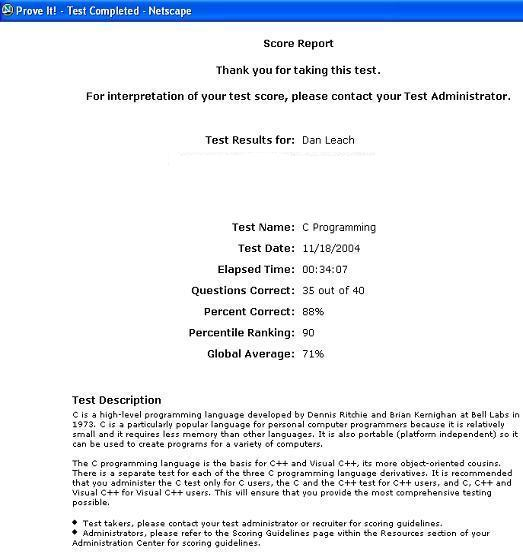 Prove It! - Test Completed - Netscape
Score Report
Thank you for taking this test.
For interpretation of your test score, please contact your Test Administrator.
Test Results for: Dan Leach
Test Name: C Programming
Test Date: 11/18/2004
Elapsed Time: 00:34:07
Questions Correct: 35 out of 40
Percent Correct: 88%
Percentile Ranking: 90
Global Average: 71%
Test Description
C is a high-level programming language developed by Dennis Ritchie and Brian Kernighan at Bell Labs in
1973. C is a particularly popular language for personal computer programmers because it is relatively
small and it requires less memory than other languages. It is also portable (platform independent) so it
can be used to create programs for a variety of computers.
The C programming language is the basis for C++ and Visual C++, its more object-oriented cousins.
There is a separate test for each of the three C programming language derivatives. It is recommended
that you administer the C test only for C users, the C and the C++ test for C++ users, and C, C++ and
Visual C++ for Visual C++ users. This will ensure that you provide the most comprehensive testing
possible.
◆ Test takers, please contact your test administrator or recruiter for scoring guidelines.
◆ Administrators, please refer to the Scoring Guidelines page within the Resources section of your
Administration Center for scoring guidelines.